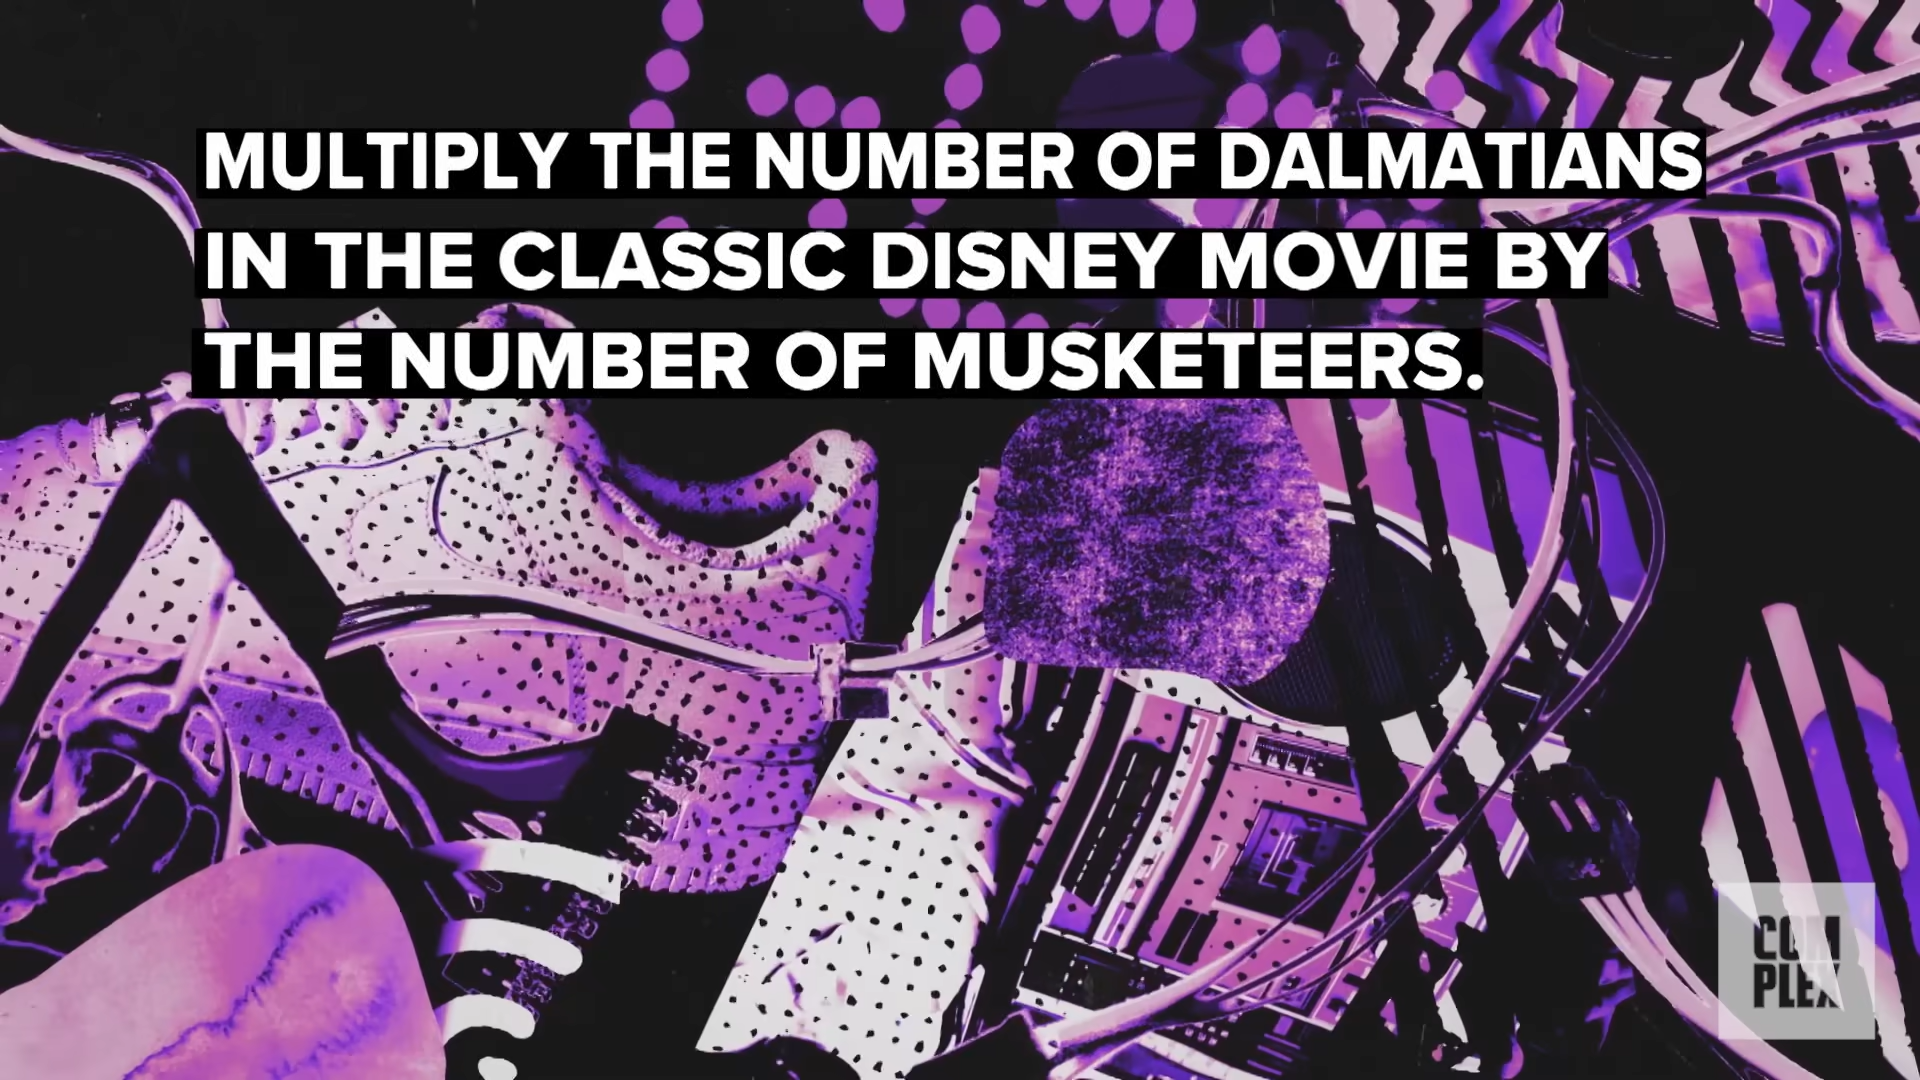 MULTIPLY THE NUMBER OF DALMATIANS
IN THE CLASSIC DISNEY MOVIE BY
THE NUMBER OF MUSKETEERS.
COM
PLEX